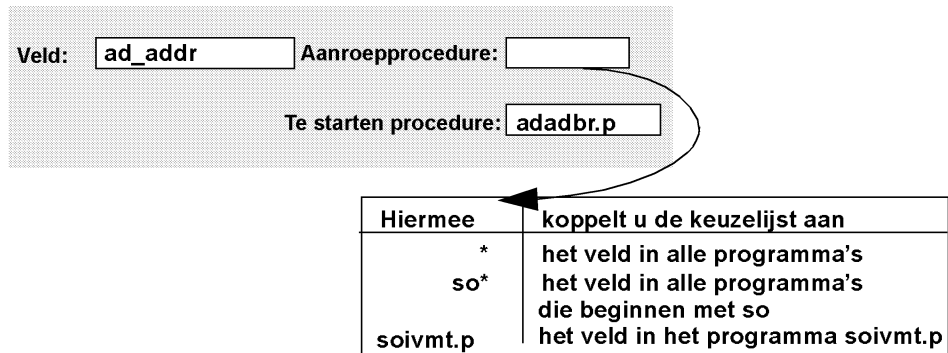 Veld: ad_addr Aanroepprocedure:
Te starten procedure: adadbr.p
Hiermee koppelt u de keuzelijst aan
* het veld in alle programma's
so* het veld in alle programma's
die beginnen met so
soivmt.p het veld in het programma soivmt.p